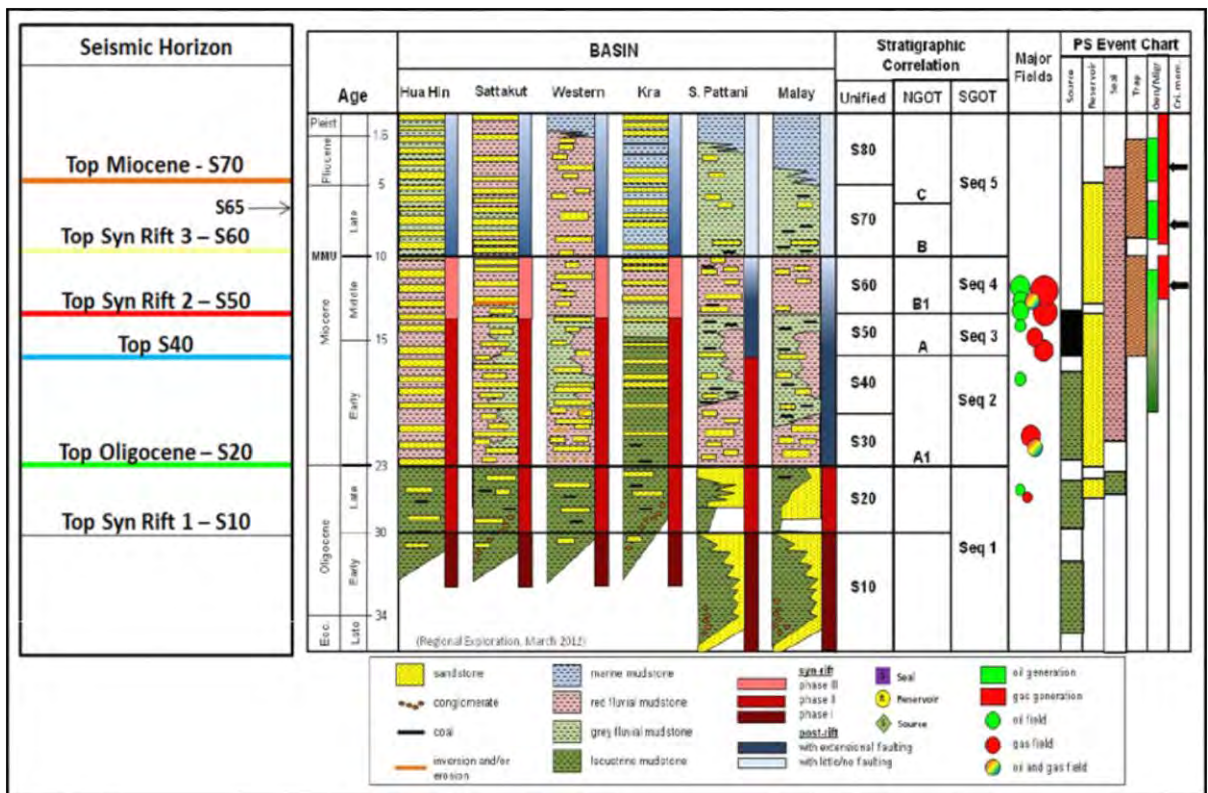 Seismic Horizon
Top Miocene - S70
S65
Top Syn Rift 3 – S60
Top Syn Rift 2 – S50
Top S40
Top Oligocene – S20
Top Syn Rift 1 – S10
Age
BASIN
Hua Hin
Sattakut
Western
Kra
S. Pattani
Malay
Stratigraphic
Correlation
Unified
NGOT
SGOT
Major
Fields
PS Event Chart
Source
Reservoir
Seal
Trap
Gen/Migr
Cri. mom.
Pleist
1.6
Pliocene
5
Late
MMU
10
Miocene
Middle
15
Early
23
Late
30
Oligocene
Early
34
Eoc.
Late
S80
S70
S60
S50
S40
S30
S20
S10
C
B
B1
A
A1
Seq 5
Seq 4
Seq 3
Seq 2
Seq 1
(Regional Exploration, March 2012)
sandstone
conglomerate
coal
inversion and/or
erosion
marine mudstone
red fluvial mudstone
grey fluvial mudstone
lacustrine mudstone
syn-rift
phase III
phase II
phase I
post-rift
with extensional faulting
with little/no faulting
S Seal
R Reservoir
S Source
oil generation
gas generation
oil field
gas field
oil and gas field